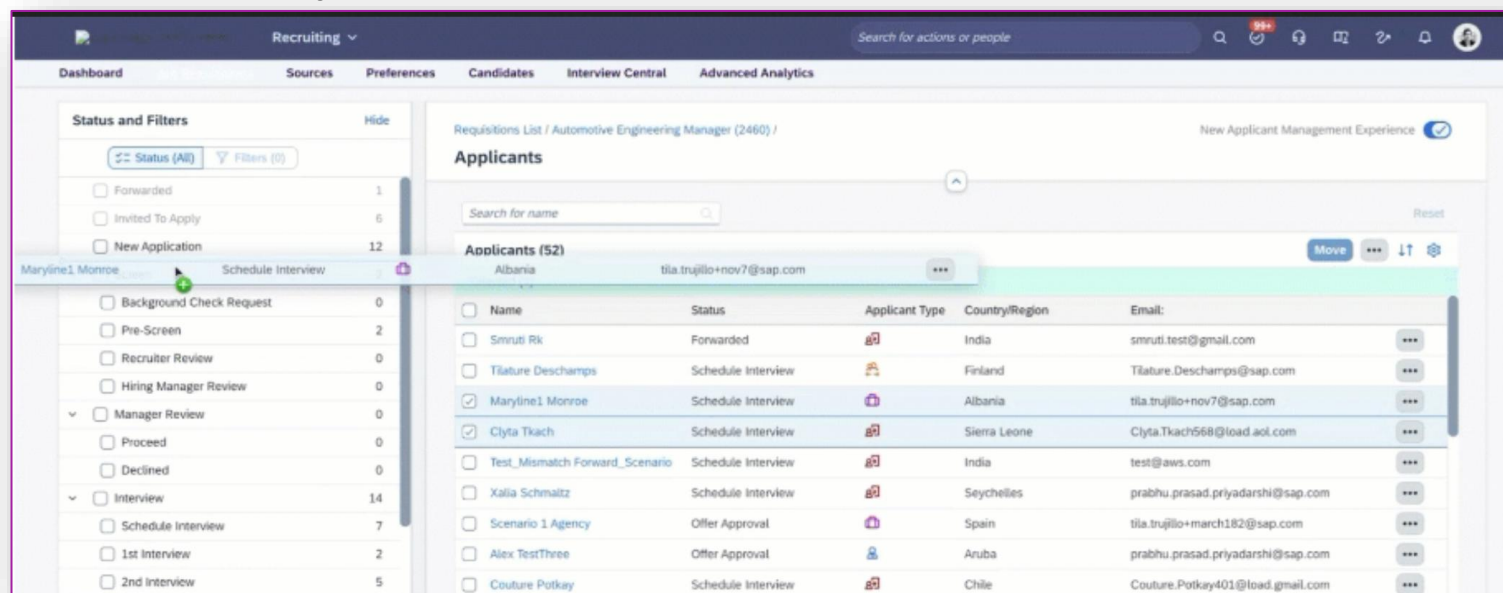 Recruiting
Search for actions or people
99+
Dashboard Sources Preferences Candidates Interview Central Advanced Analytics
Status and Filters Hide
Status (All) Filters (0)
Forwarded 1
Invited To Apply 6
New Application 12
Maryline1 Monroe Schedule Interview Albania tila.trujillo+nov7@sap.com
Background Check Request 0
Pre-Screen 2
Recruiter Review 0
Hiring Manager Review 0
Manager Review 0
Proceed 0
Declined 0
Interview 14
Schedule Interview 7
1st Interview 2
2nd Interview 5
Requisitions List / Automotive Engineering Manager (2460) /
New Applicant Management Experience
Applicants
Search for name
Reset
Applicants (52)
Move
Name Status Applicant Type Country/Region Email:
Smruti Rk Forwarded India smruti.test@gmail.com
Tilature Deschamps Schedule Interview Finland Tilature.Deschamps@sap.com
Maryline1 Monroe Schedule Interview Albania tila.trujillo+nov7@sap.com
Clyta Tkach Schedule Interview Sierra Leone Clyta.Tkach568@load.aol.com
Test_Mismatch Forward_Scenario Schedule Interview India test@aws.com
Xalia Schmaltz Schedule Interview Seychelles prabhu.prasad.priyadarshi@sap.com
Scenario 1 Agency Offer Approval Spain tila.trujillo+march182@sap.com
Alex TestThree Offer Approval Aruba prabhu.prasad.priyadarshi@sap.com
Couture Potkay Schedule Interview Chile Couture.Potkay401@load.gmail.com